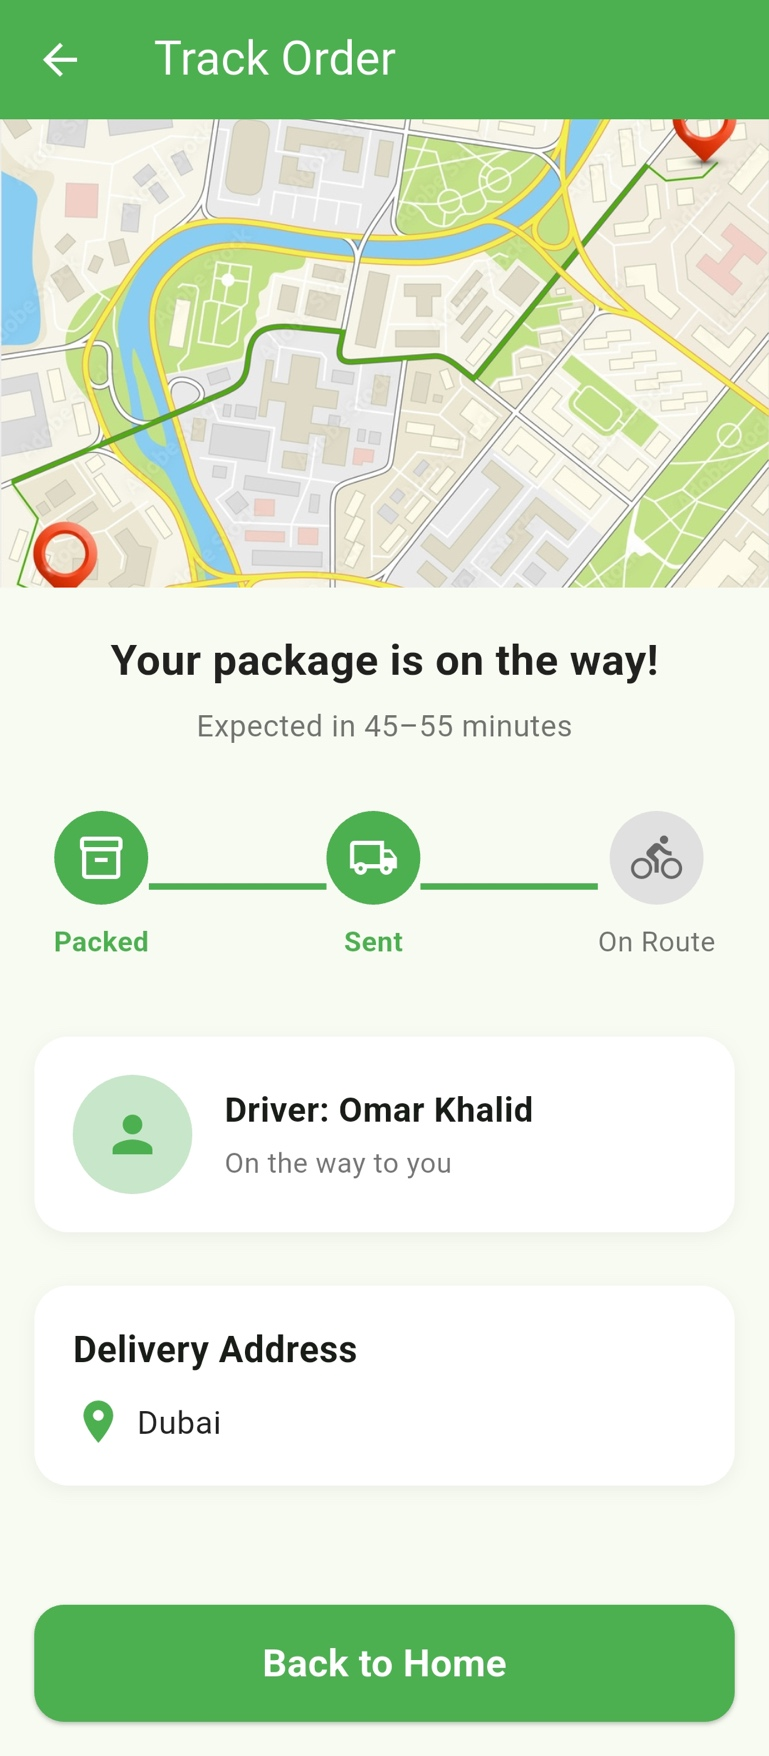 Track Order
Your package is on the way!
Expected in 45–55 minutes
Packed
Sent
On Route
Driver: Omar Khalid
On the way to you
Delivery Address
Dubai
Back to Home